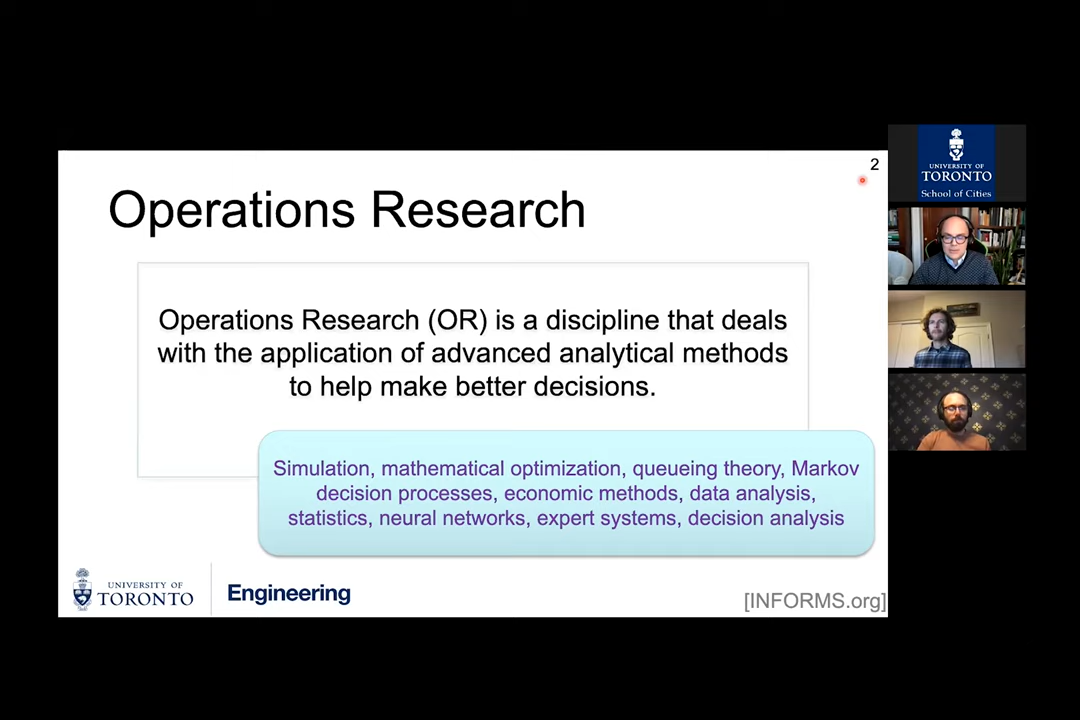 2
Operations Research
Operations Research (OR) is a discipline that deals
with the application of advanced analytical methods
to help make better decisions.
Simulation, mathematical optimization, queueing theory, Markov
decision processes, economic methods, data analysis,
statistics, neural networks, expert systems, decision analysis
UNIVERSITY OF
TORONTO
Engineering
[INFORMS.org]
UNIVERSITY OF
TORONTO
School of Cities